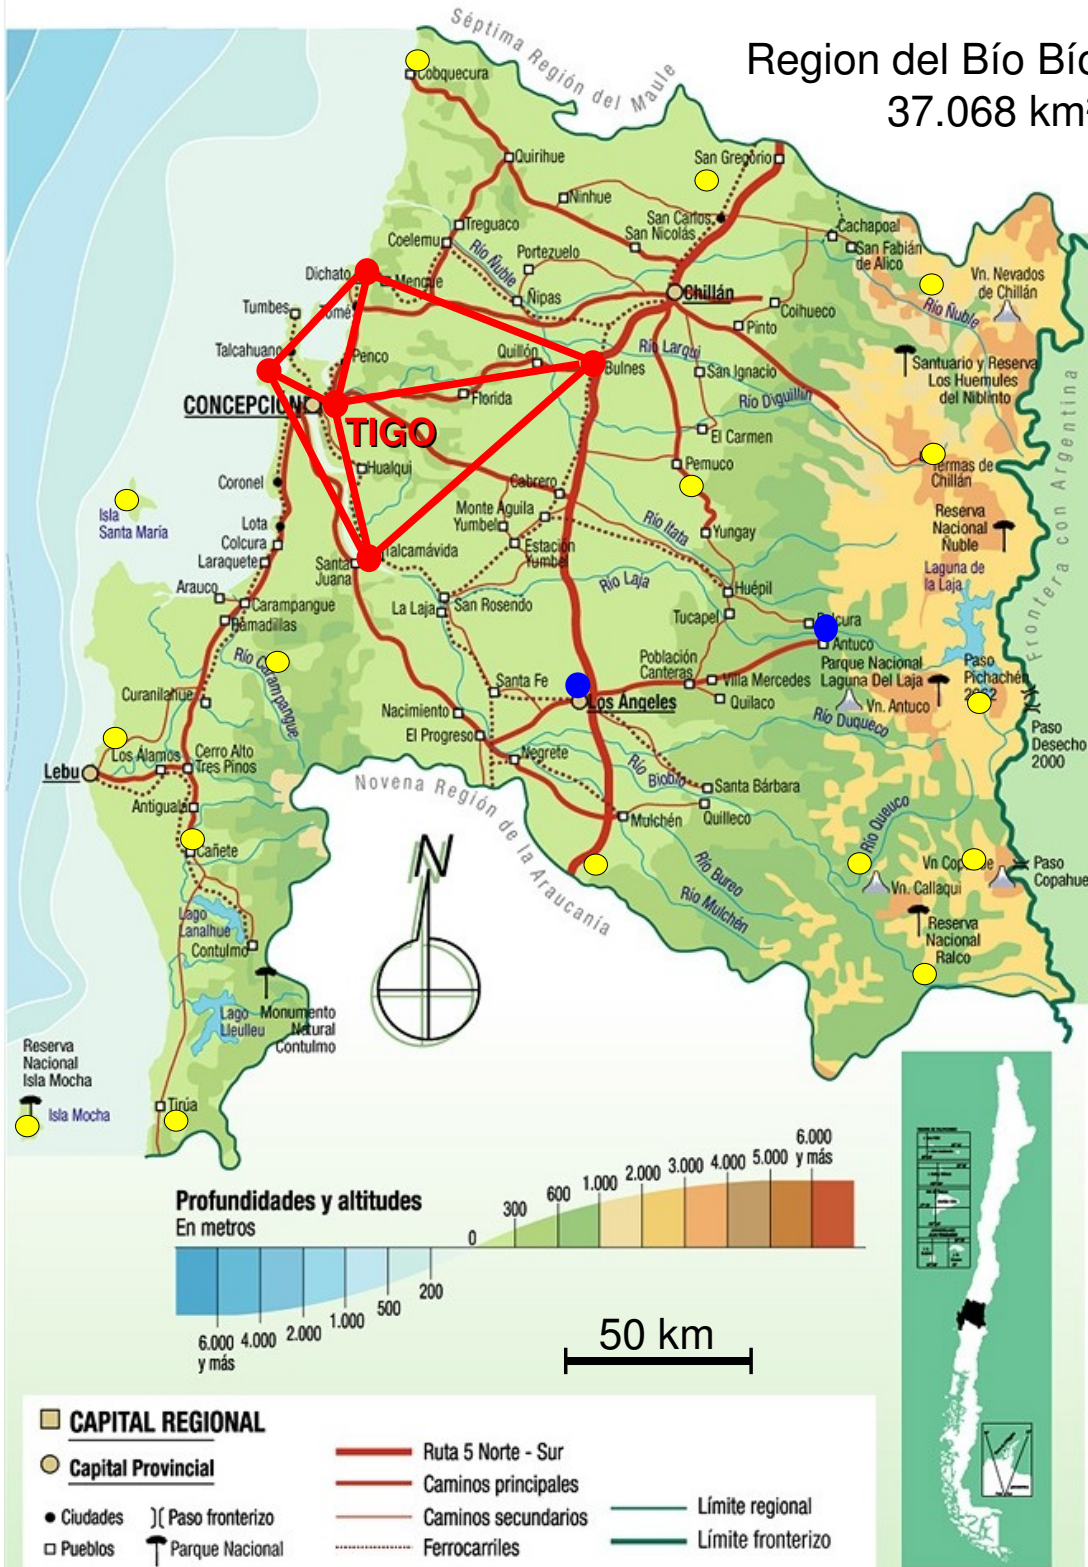 Séptima Región del Maule
Region del Bío Bío
37.068 km²
Cobquecura
Quirihue
San Gregorio
Ninhue
San Carlos
San Nicolás
Treguaco
Coelemu
Río Ñuble
Portezuelo
Cachapoal
San Fabián
de Alico
Vn. Nevados
de Chillán
Dichato
Menque
Ñipas
Chillán
Coihueco
Río Ñuble
Tumbes
Tomé
Pinto
Talcahuano
Penco
Quillón
Bulnes
Río Larqui
San Ignacio
Santuario y Reserva
Los Huemules
del Niblinto
CONCEPCION
Florida
Río Diguillín
TIGO
El Carmen
Hualqui
Pemuco
Termas de
Chillán
Coronel
Cabrero
Isla
Santa María
Monte Aguila
Yumbel
Río Itata
Reserva
Nacional
Ñuble
Lota
Colcura
Laraquete
Estación
Yumbel
Yungay
Santa
Juana
Talcamávida
Laguna de
la Laja
Frontera con Argentina
Arauco
Carampangue
Ramadillas
La Laja
San Rosendo
Río Laja
Huépil
Tucapel
Antuco
Río Carampangue
Población
Canteras
Parque Nacional
Laguna Del Laja
Paso
Pichachén
2062
Curanilahue
Santa Fe
Villa Mercedes
Quilaco
Vn. Antuco
Nacimiento
Los Angeles
Río Duqueco
Paso
Desecho
2000
El Progreso
Los Álamos
Cerro Alto
Tres Pinos
Negrete
Río Biobío
Lebu
Santa Bárbara
Antiguala
Novena Región de la Araucanía
Mulchén
Quilleco
Río Queuco
Cañete
N
Río Bureo
Río Mulchén
Vn. Callaqui
Paso
Copahue
Lago
Lanalhue
Contulmo
Reserva
Nacional
Ralco
Lago
Lleulleu
Monumento
Natural
Contulmo
Reserva
Nacional
Isla Mocha
Isla Mocha
Tirúa
Profundidades y altitudes
En metros
0
300
600
1.000
2.000
3.000
4.000
5.000
6.000
y más
6.000
y más
4.000
2.000
1.000
500
200
50 km
CAPITAL REGIONAL
Capital Provincial
Ciudades
Paso fronterizo
Pueblos
Parque Nacional
Ruta 5 Norte - Sur
Caminos principales
Caminos secundarios
Ferrocarriles
Límite regional
Límite fronterizo